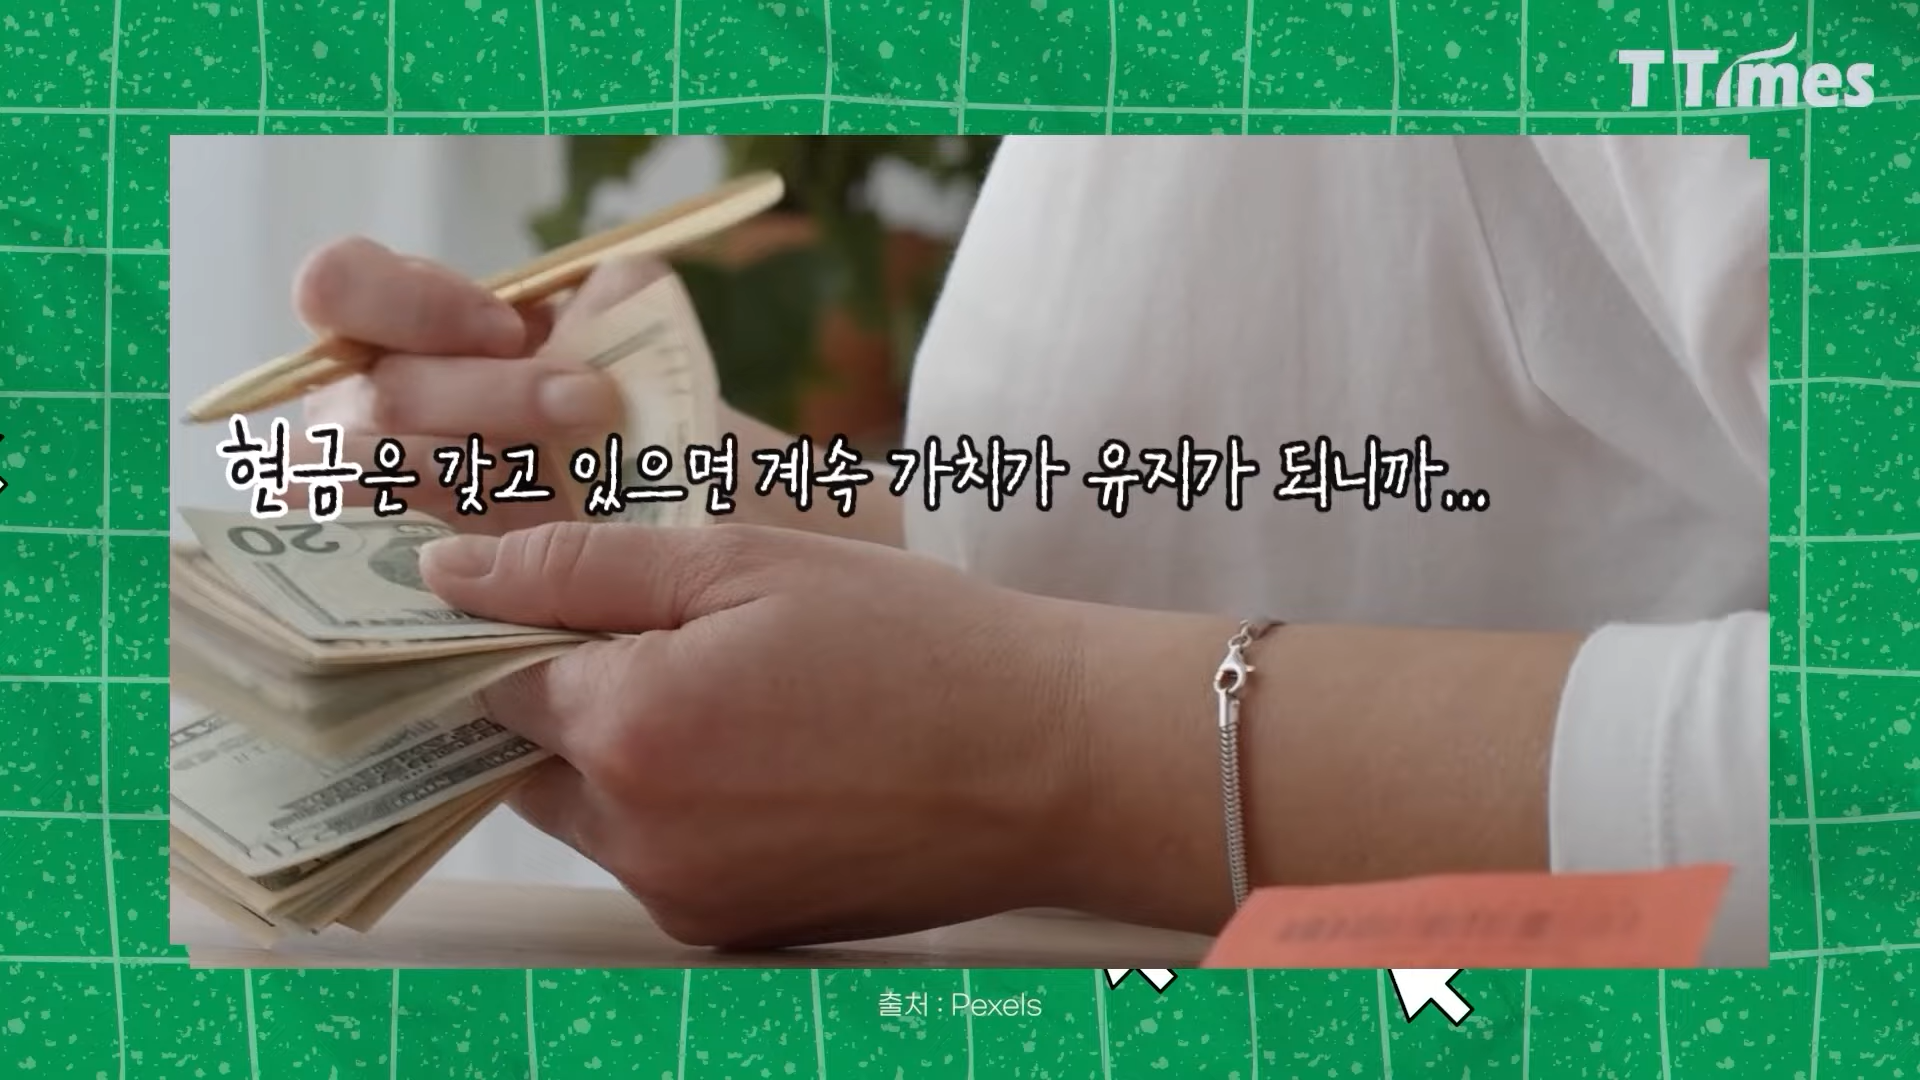 TTimes
현금은 갖고 있으면 계속 가치가 유지가 되니까...
20
출처 : Pexels